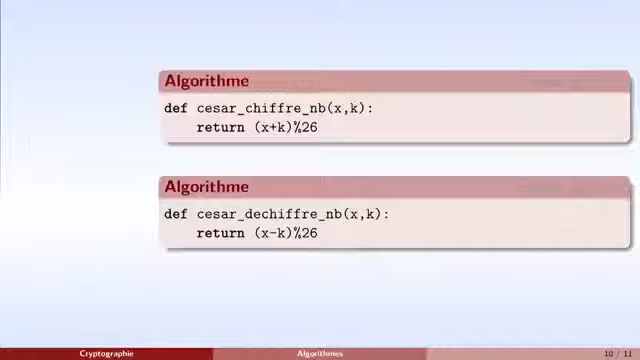 Algorithme
def cesar_chiffre_nb(x,k):
return (x+k)%26
Algorithme
def cesar_dechiffre_nb(x,k):
return (x-k)%26
Cryptographie Algorithmes 10 / 11